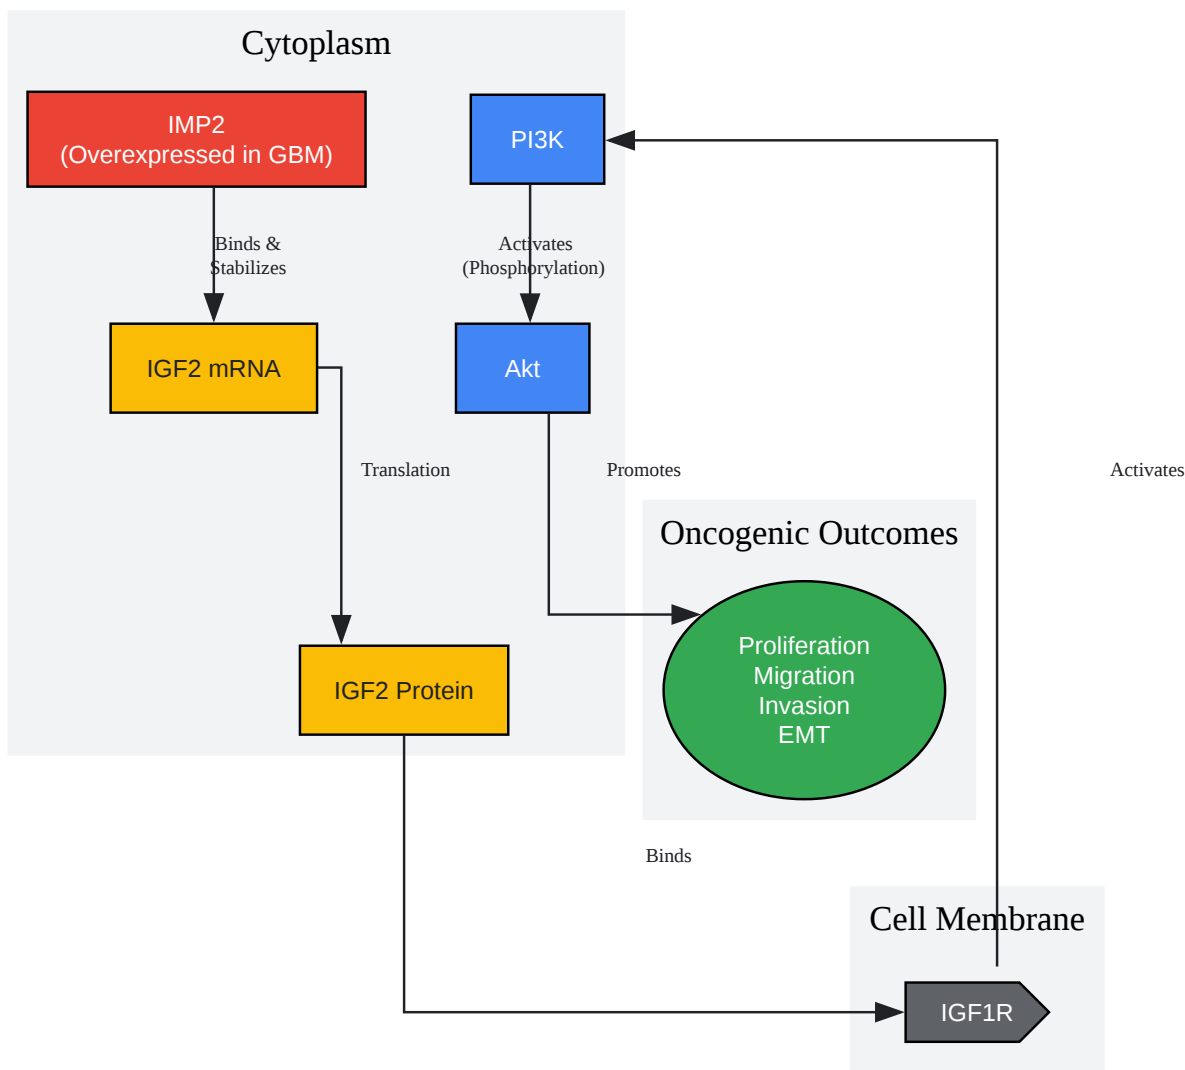 Cytoplasm
IMP2
(Overexpressed in GBM)
PI3K
Binds &
Stabilizes
Activates
(Phosphorylation)
IGF2 mRNA
Akt
Translation
Promotes
Activates
Oncogenic Outcomes
Proliferation
Migration
Invasion
EMT
IGF2 Protein
Binds
Cell Membrane
IGF1R